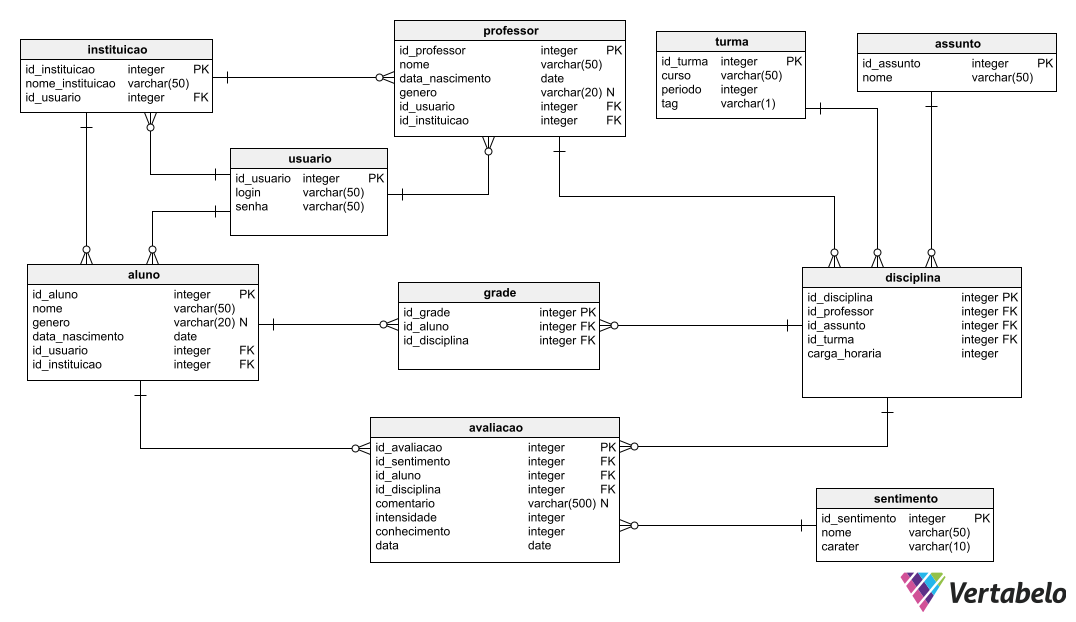 instituicao
id_instituicao integer PK
nome_instituicao varchar(50)
id_usuario integer FK
professor
id_professor integer PK
nome varchar(50)
data_nascimento date
genero varchar(20) N
id_usuario integer FK
id_instituicao integer FK
turma
id_turma integer PK
curso varchar(50)
periodo integer
tag varchar(1)
assunto
id_assunto integer PK
nome varchar(50)
usuario
id_usuario integer PK
login varchar(50)
senha varchar(50)
aluno
id_aluno integer PK
nome varchar(50)
genero varchar(20) N
data_nascimento date
id_usuario integer FK
id_instituicao integer FK
grade
id_grade integer PK
id_aluno integer FK
id_disciplina integer FK
disciplina
id_disciplina integer PK
id_professor integer FK
id_assunto integer FK
id_turma integer FK
carga_horaria integer
avaliacao
id_avaliacao integer PK
id_sentimento integer FK
id_aluno integer FK
id_disciplina integer FK
comentario varchar(500) N
intensidade integer
conhecimento integer
data date
sentimento
id_sentimento integer PK
nome varchar(50)
carater varchar(10)
Vertabelo